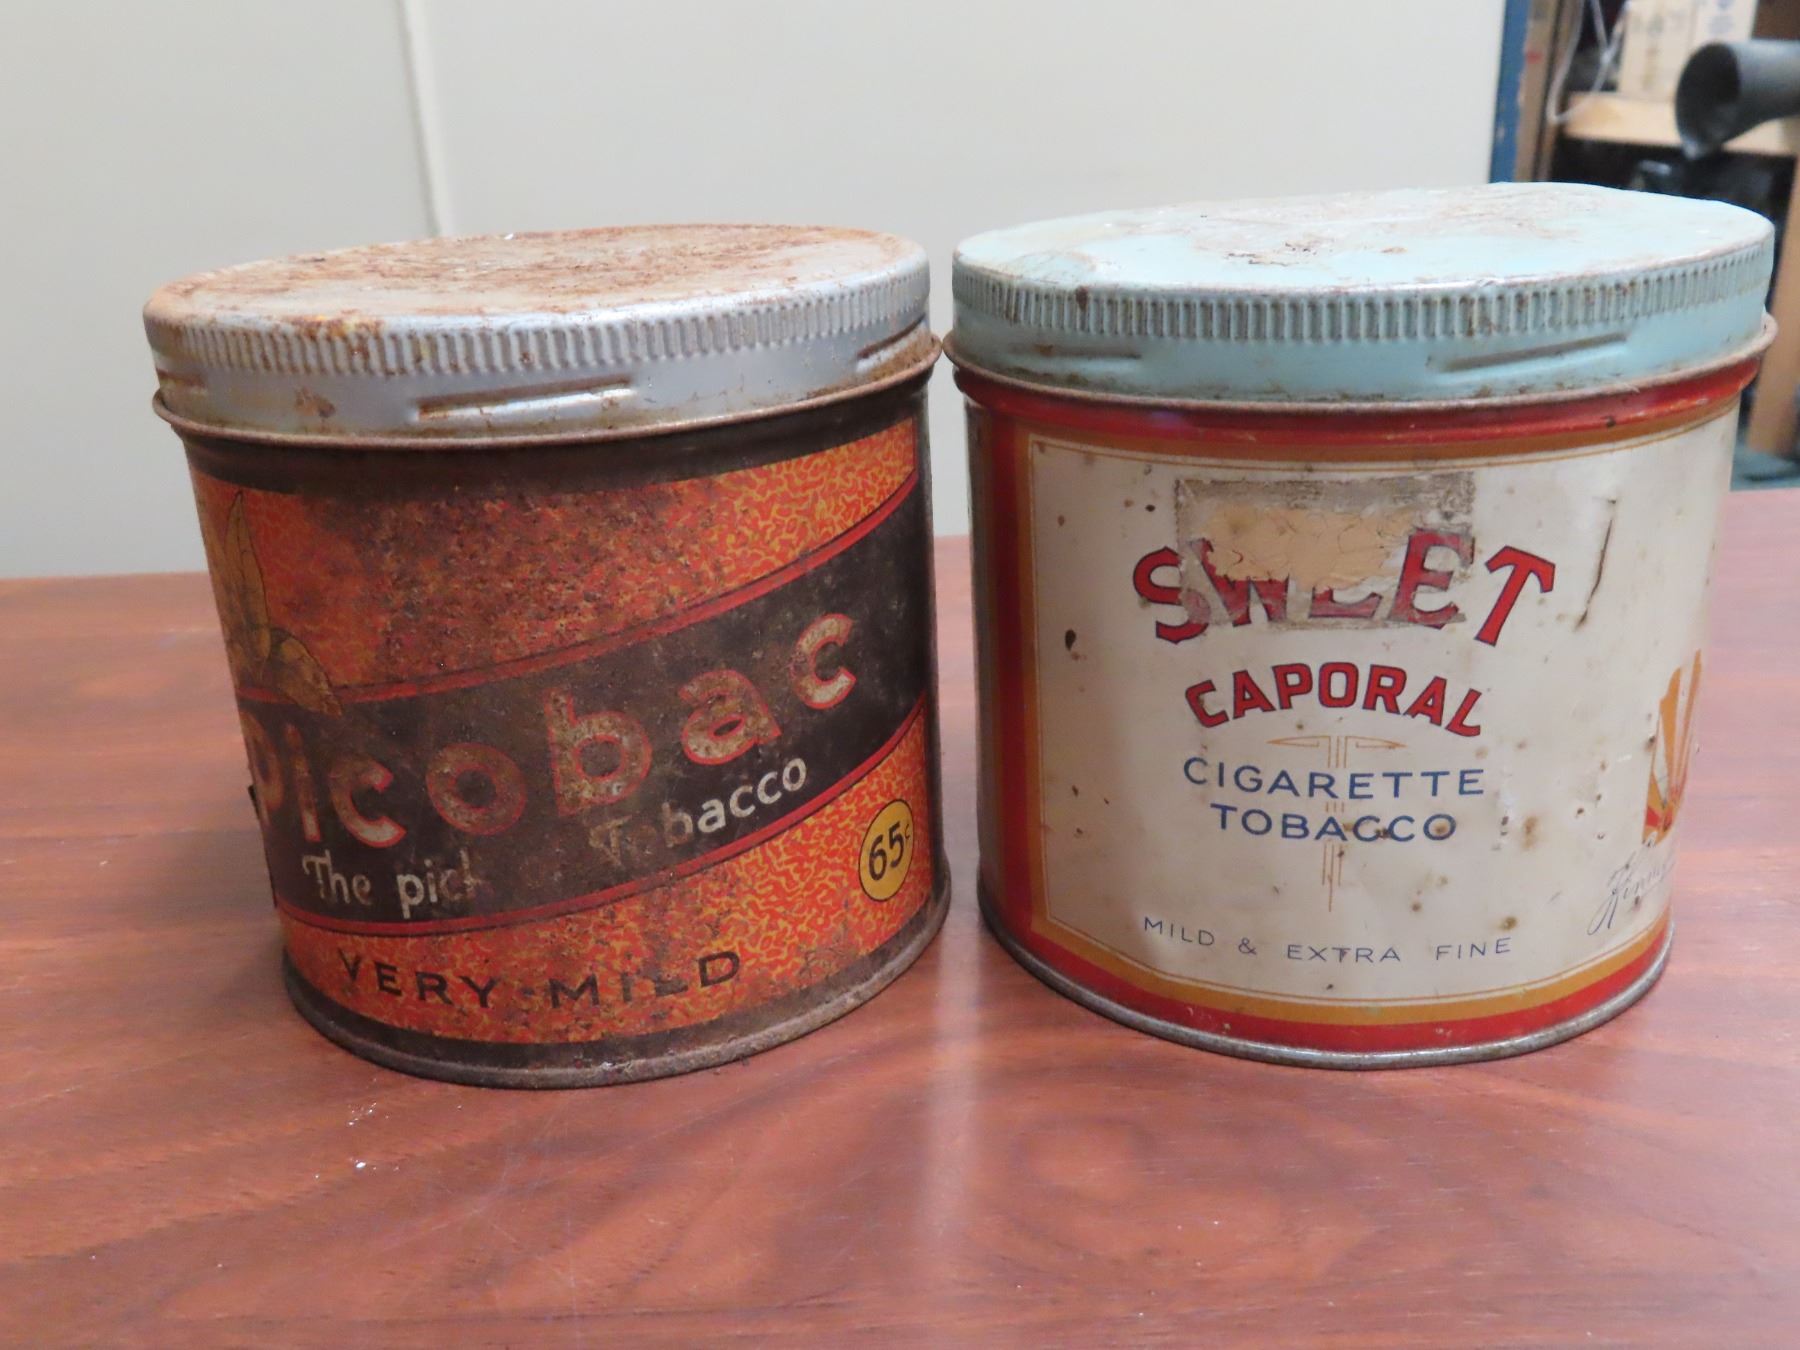 Picobac
The pick Tobacco
65¢
VERY-MILD
SWEET
CAPORAL
CIGARETTE
TOBACCO
MILD & EXTRA FINE